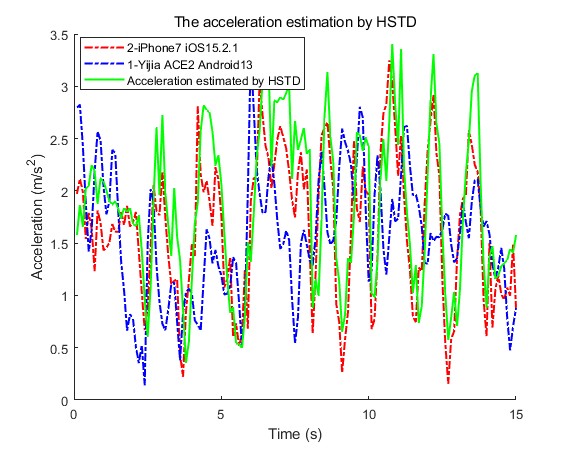 The acceleration estimation by HSTD
3.5
2-iPhone7 iOS15.2.1
1-Yijia ACE2 Android13
Acceleration estimated by HSTD
3
2.5
2
1.5
1
0.5
0
Acceleration (m/s²)
0 5 10 15
Time (s)